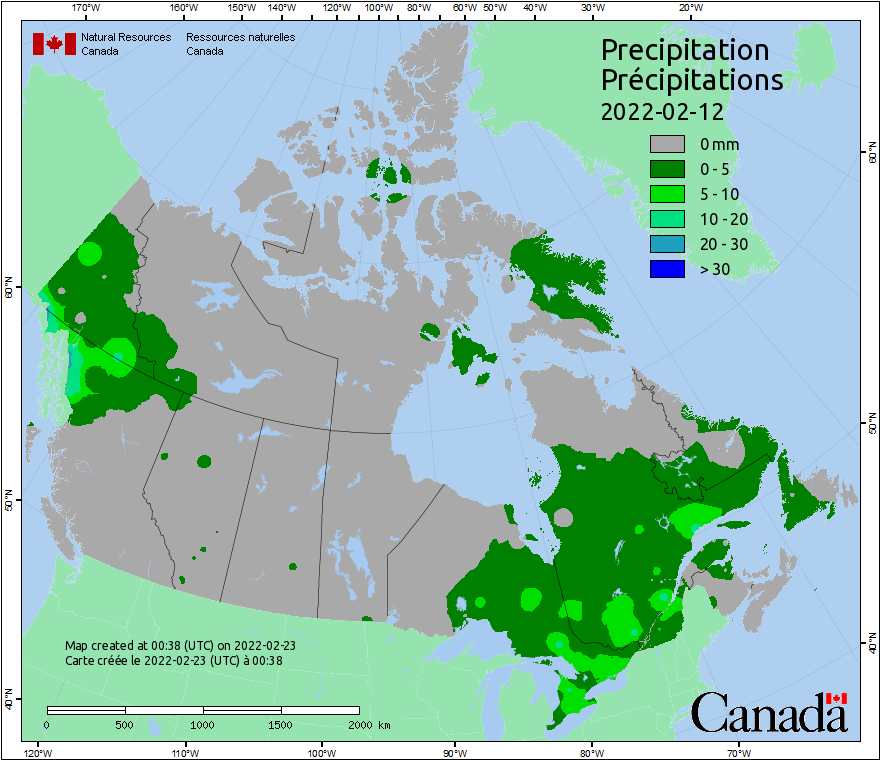 170°W 160°W 150°W 140°W 120°W 100°W 80°W 60°W 50°W 40°W 30°W 20°W
Natural Resources Canada
Ressources naturelles Canada
Precipitation
Précipitations
2022-02-12
0 mm
0 - 5
5 - 10
10 - 20
20 - 30
> 30
60°N
60°N
50°N
50°N
40°N
40°N
Map created at 00:38 (UTC) on 2022-02-23
Carte créée le 2022-02-23 (UTC) à 00:38
0 500 1000 1500 2000 km
Canada
120°W 110°W 100°W 90°W 80°W 70°W